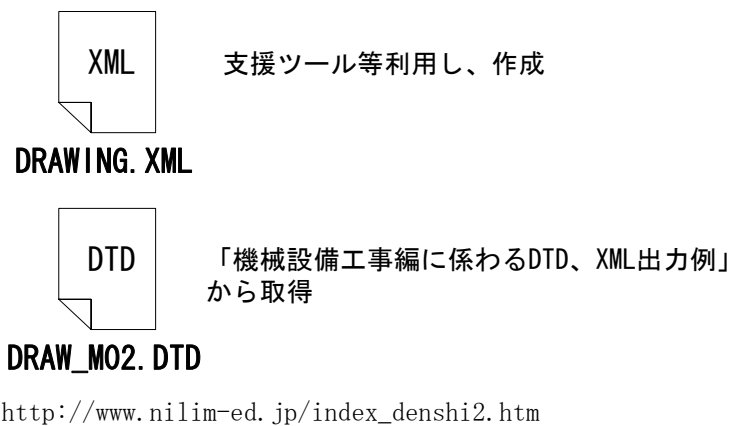 XML
支援ツール等利用し、作成
DRAWING.XML
DTD
「機械設備工事編に係わるDTD、XML出力例」
から取得
DRAW_M02.DTD
http://www.nilim-ed.jp/index_denshi2.htm